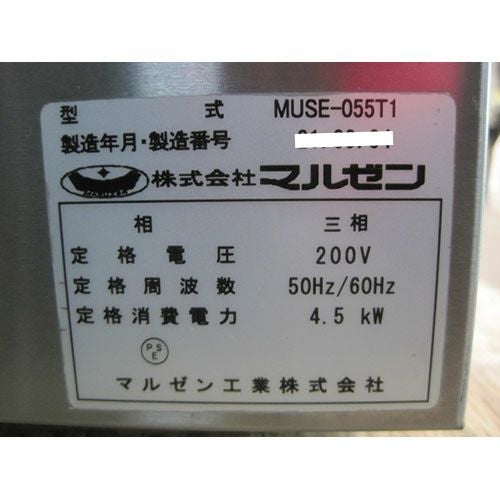 型式 MUSE-055T1
製造年月・製造番号
MARUZEN 株式会社マルゼン
相 三相
定格電圧 200V
定格周波数 50Hz/60Hz
定格消費電力 4.5 kW
PS
E
マルゼン工業株式会社